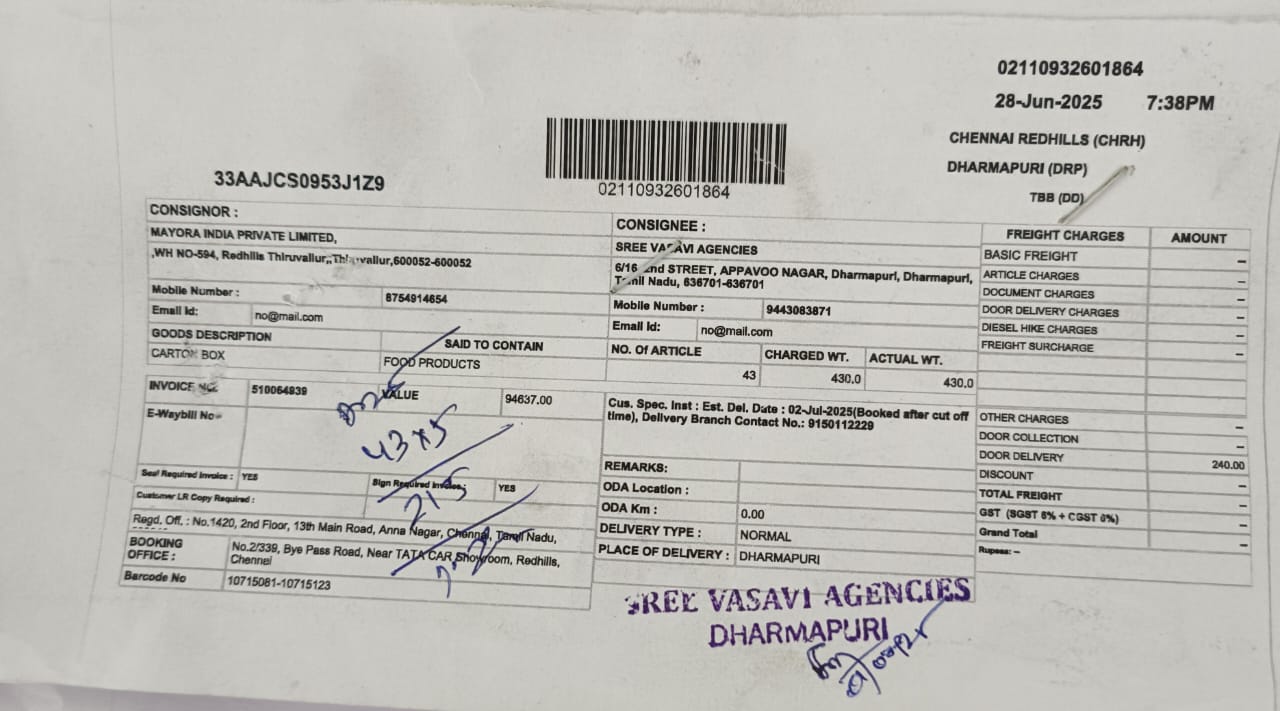 02110932601864
28-Jun-2025 7:38PM
CHENNAI REDHILLS (CHRH)
DHARMAPURI (DRP)
TBB (DD)
02110932601864
33AAJCS0953J1Z9
CONSIGNOR :
MAYORA INDIA PRIVATE LIMITED,
,WH NO-594, Redhills Thiruvallur,,Thiruvallur,600052-600052
Mobile Number : 8754914654
Email Id: no@mail.com
GOODS DESCRIPTION SAID TO CONTAIN
CARTON BOX FOOD PRODUCTS
INVOICE NO. 510064839 VALUE 94637.00
E-Waybill No
43x5
215
Seal Required Invoice : YES Sign Required Invoice : YES
Customer LR Copy Required :
Regd. Off. : No.1420, 2nd Floor, 13th Main Road, Anna Nagar, Chennai, Tamil Nadu,
BOOKING OFFICE : No.2/339, Bye Pass Road, Near TATA CAR Showroom, Redhills,
Chennai
Barcode No 10715081-10715123
CONSIGNEE :
SREE VASAVI AGENCIES
6/16 2nd STREET, APPAVOO NAGAR, Dharmapuri, Dharmapuri,
Tamil Nadu, 636701-636701
Mobile Number : 9443083871
Email Id: no@mail.com
NO. Of ARTICLE CHARGED WT. ACTUAL WT.
43 430.0 430.0
Cus. Spec. Inst : Est. Del. Date : 02-Jul-2025(Booked after cut off
time), Delivery Branch Contact No.: 9150112229
REMARKS:
ODA Location :
ODA Km : 0.00
DELIVERY TYPE : NORMAL
PLACE OF DELIVERY : DHARMAPURI
FREIGHT CHARGES AMOUNT
BASIC FREIGHT –
ARTICLE CHARGES –
DOCUMENT CHARGES –
DOOR DELIVERY CHARGES –
DIESEL HIKE CHARGES –
FREIGHT SURCHARGE –
OTHER CHARGES –
DOOR COLLECTION –
DOOR DELIVERY 240.00
DISCOUNT –
TOTAL FREIGHT –
GST (SGST 6% + CGST 6%) –
Grand Total –
Rupees: –
SREE VASAVI AGENCIES
DHARMAPURI